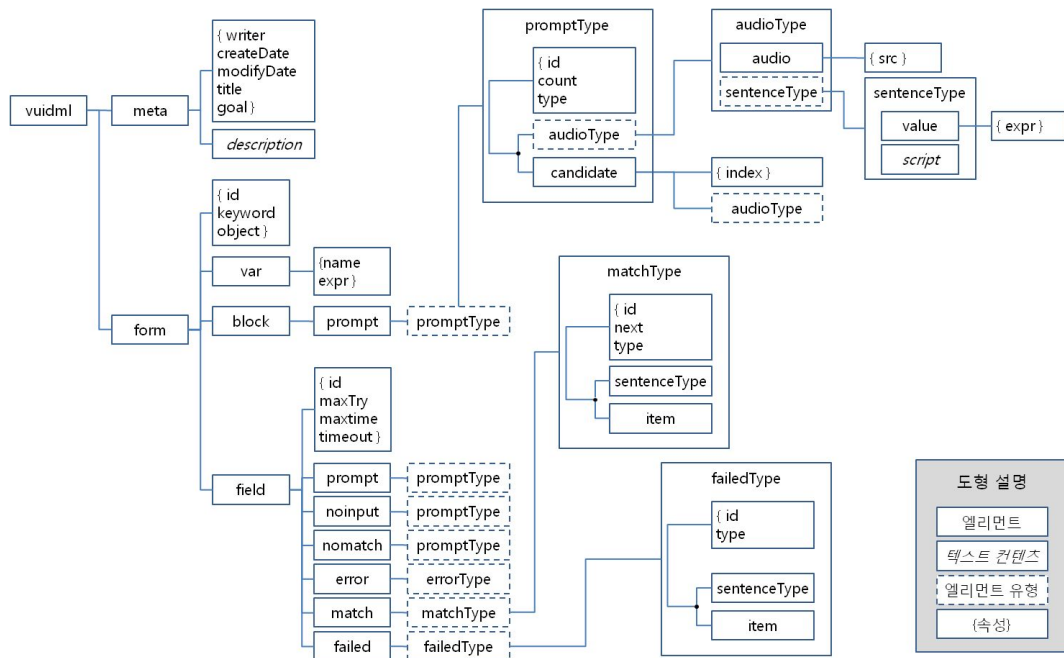 vuidml
meta
{ writer
createDate
modifyDate
title
goal }
description
form
{ id
keyword
object }
var
{name
expr }
block
prompt
promptType
field
{ id
maxTry
maxtime
timeout }
prompt
promptType
noinput
promptType
nomatch
promptType
error
errorType
match
matchType
failed
failedType
promptType
{ id
count
type
audioType
candidate
{ index }
audioType
audioType
audio
{ src }
sentenceType
sentenceType
value
{ expr }
script
matchType
{ id
next
type
sentenceType
item
failedType
{ id
type
sentenceType
item
도형 설명
엘리먼트
텍스트 컨텐츠
엘리먼트 유형
{속성}